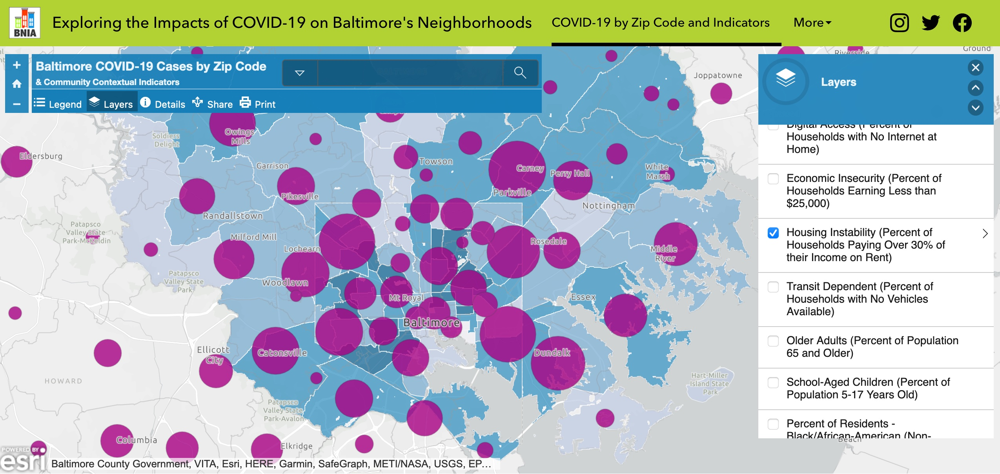 BNIA
Exploring the Impacts of COVID-19 on Baltimore's Neighborhoods
COVID-19 by Zip Code and Indicators
More
Baltimore COVID-19 Cases by Zip Code
& Community Contextual Indicators
Legend
Layers
Details
Share
Print
Layers
Digital Access (Percent of
Households with No Internet at
Home)
Economic Insecurity (Percent of
Households Earning Less than
$25,000)
Housing Instability (Percent of
Households Paying Over 30% of
their Income on Rent)
Transit Dependent (Percent of
Households with No Vehicles
Available)
Older Adults (Percent of Population
65 and Older)
School-Aged Children (Percent of
Population 5-17 Years Old)
Percent of Residents -
Black/African-American (Non-
Riverside
Ground
Joppatowne
Owings
Mills
Soldiers
Delight
Eldersburg
Garrison
Towson
Carney
Perry Hall
White
Marsh
Pikesville
Parkville
Nottingham
Randallstown
Patapsco
Valley State
Park-McKeldin
Milford Mill
Lochearn
Rosedale
Middle
River
Patapsco
Valley State
Park
Woodlawn
Mt Royal
Essex
Baltimore
Ellicott
City
Catonsville
Dundalk
HOWARD
Hart-Miller
Island State
Park
Patapsco
Valley State
Park-Avalon
Columbia
Elkridge
Beach
POWERED BY
esri
Baltimore County Government, VITA, Esri, HERE, Garmin, SafeGraph, METI/NASA, USGS, EP…